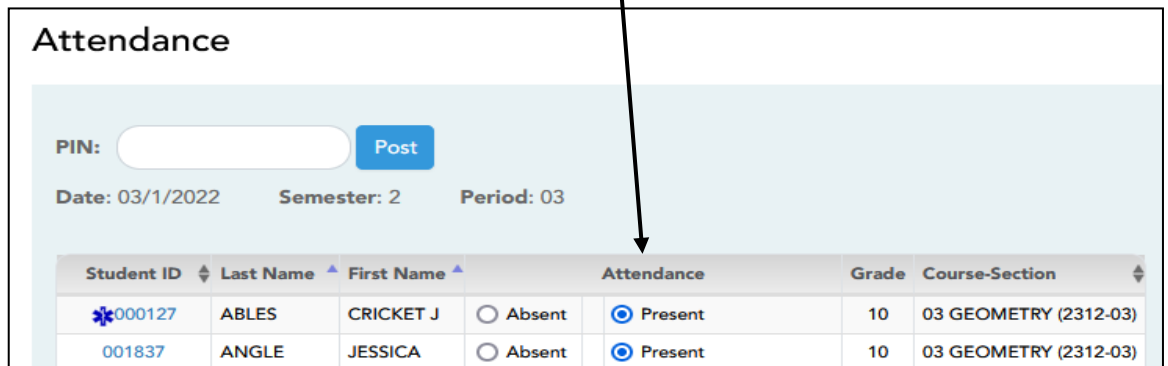 Attendance
PIN: Post
Date: 03/1/2022 Semester: 2 Period: 03
Student ID Last Name First Name Attendance Grade Course-Section
000127 ABLES CRICKET J Absent Present 10 03 GEOMETRY (2312-03)
001837 ANGLE JESSICA Absent Present 10 03 GEOMETRY (2312-03)